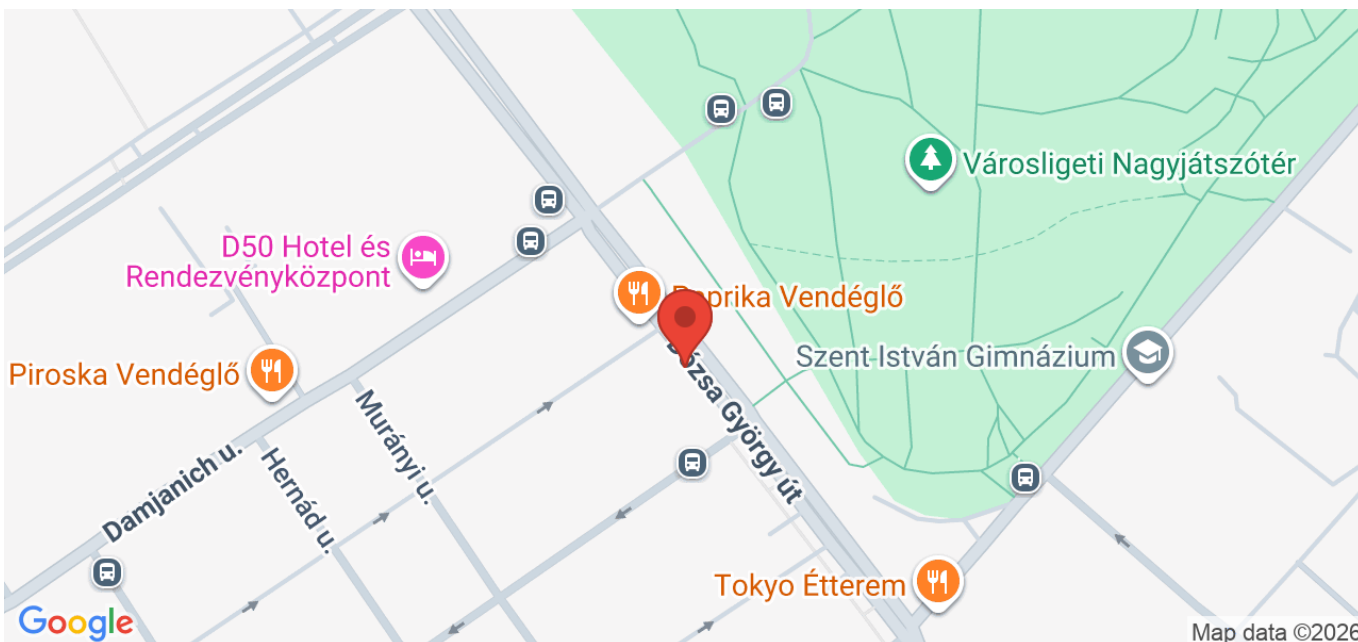 Városligeti Nagyjátszótér
D50 Hotel és
Rendezvényközpont
Paprika Vendéglő
Szent István Gimnázium
Piroska Vendéglő
Dózsa György út
Murányi u.
Damjanich u.
Hernád u.
Tokyo Étterem
Google
Map data ©2026